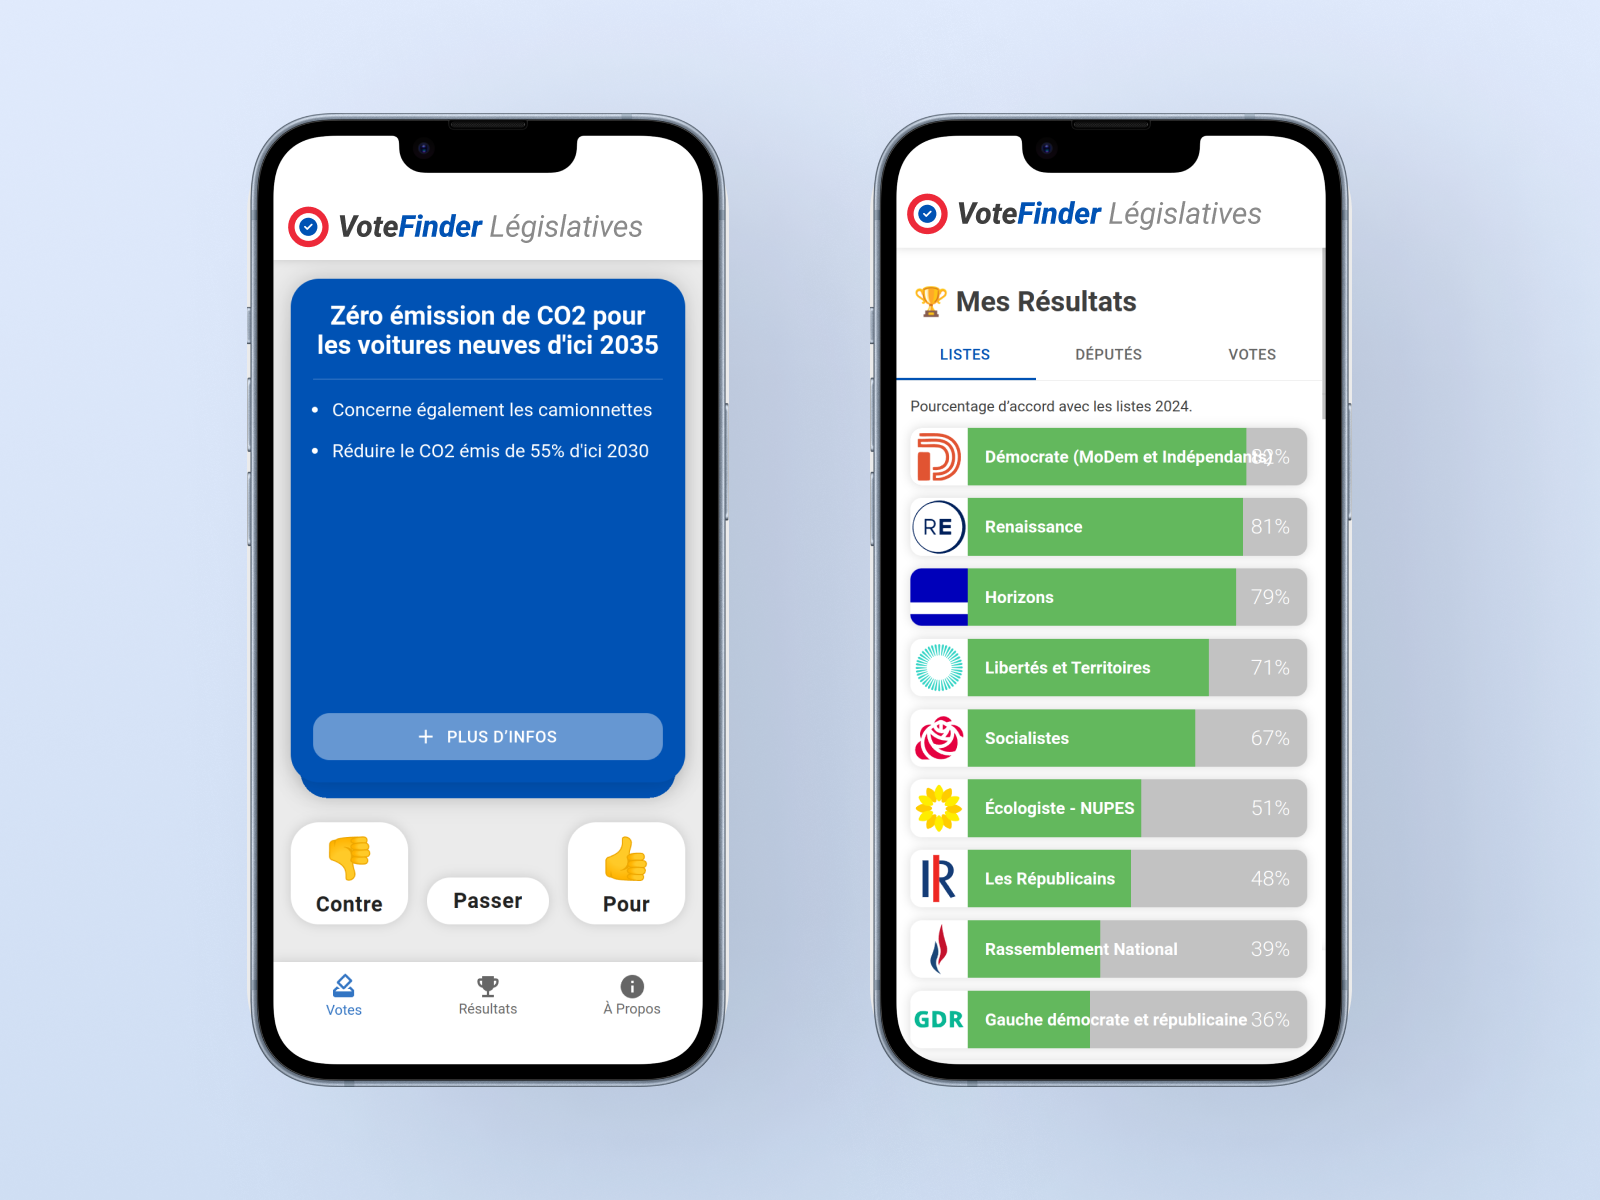 VoteFinder Législatives
Zéro émission de CO2 pour
les voitures neuves d'ici 2035
• Concerne également les camionnettes
• Réduire le CO2 émis de 55% d'ici 2030
+ PLUS D'INFOS
Contre
Passer
Pour
Votes
Résultats
À Propos
VoteFinder Législatives
🏆 Mes Résultats
LISTES
DÉPUTÉS
VOTES
Pourcentage d’accord avec les listes 2024.
Démocrate (MoDem et Indépendants) 82%
RE Renaissance 81%
Horizons 79%
Libertés et Territoires 71%
Socialistes 67%
Écologiste - NUPES 51%
R Les Républicains 48%
Rassemblement National 39%
GDR Gauche démocrate et républicaine 36%